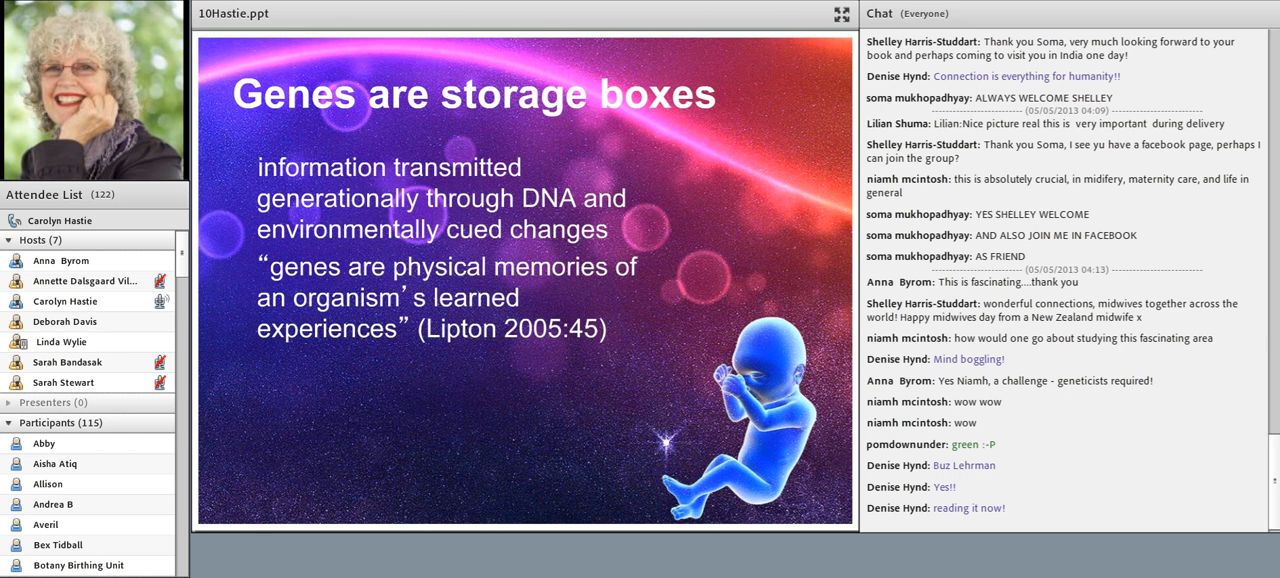 Attendee List (122)
Carolyn Hastie
Hosts (7)
Anna Byrom
Annette Dalsgaard Vil...
Carolyn Hastie
Deborah Davis
Linda Wylie
Sarah Bandasak
Sarah Stewart
Presenters (0)
Participants (115)
Abby
Aisha Atiq
Allison
Andrea B
Averil
Bex Tidball
Botany Birthing Unit
10Hastie.ppt
Genes are storage boxes
information transmitted
generationally through DNA and
environmentally cued changes
“genes are physical memories of
an organism’s learned
experiences” (Lipton 2005:45)
Chat (Everyone)
Shelley Harris-Studdart: Thank you Soma, very much looking forward to your
book and perhaps coming to visit you in India one day!
Denise Hynd: Connection is everything for humanity!!
soma mukhopadhyay: ALWAYS WELCOME SHELLEY
(05/05/2013 04:09)
Lilian Shuma: Lilian:Nice picture real this is very important during delivery
Shelley Harris-Studdart: Thank you Soma, I see yu have a facebook page, perhaps I
can join the group?
niamh mcintosh: this is absolutely crucial, in midifery, maternity care, and life in
general
soma mukhopadhyay: YES SHELLEY WELCOME
soma mukhopadhyay: AND ALSO JOIN ME IN FACEBOOK
soma mukhopadhyay: AS FRIEND
(05/05/2013 04:13)
Anna Byrom: This is fascinating....thank you
Shelley Harris-Studdart: wonderful connections, midwives together across the
world! Happy midwives day from a New Zealand midwife x
niamh mcintosh: how would one go about studying this fascinating area
Denise Hynd: Mind boggling!
Anna Byrom: Yes Niamh, a challenge - geneticists required!
niamh mcintosh: wow wow
niamh mcintosh: wow
pomdownunder: green :-P
Denise Hynd: Buz Lehrman
Denise Hynd: Yes!!
Denise Hynd: reading it now!